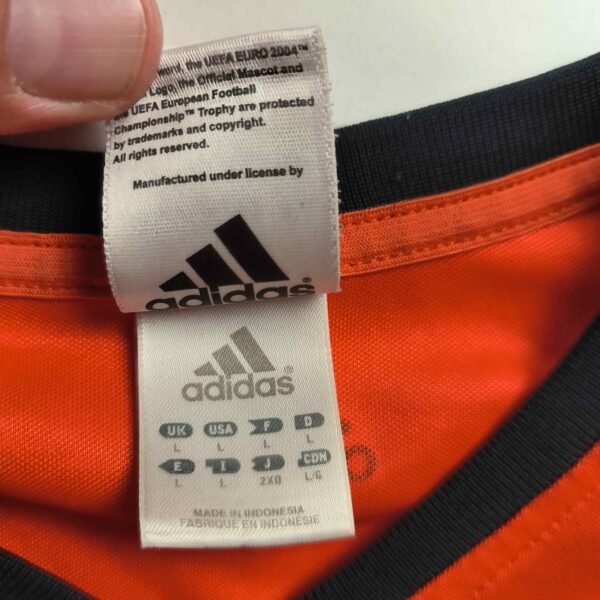 word, the UEFA EURO 2004™
Logo, the Official Mascot and
the UEFA European Football
Championship™ Trophy are protected
by trademarks and copyright.
All rights reserved.
Manufactured under license by
adidas®
adidas®
UK USA F D
L L L L
E I J CDN
L L 2XO L/G
MADE IN INDONESIA
FABRIQUE EN INDONESIE